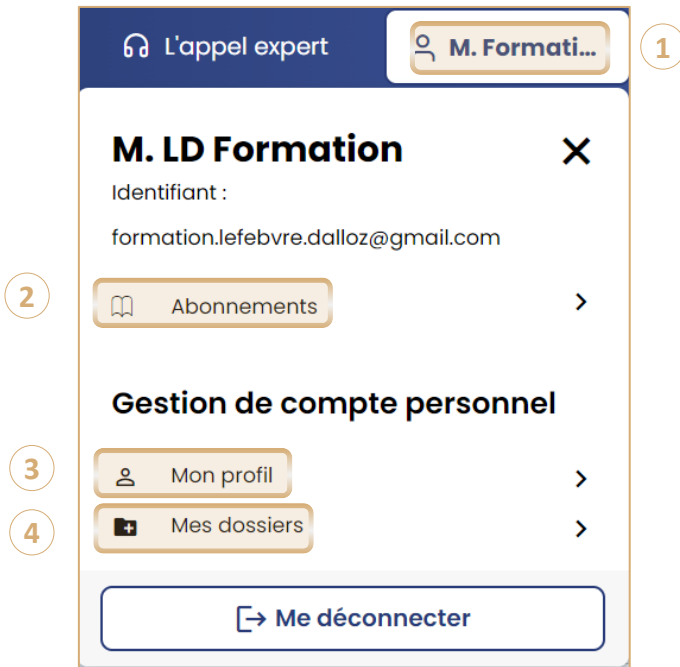 L'appel expert
M. Formati...
1
M. LD Formation
Identifiant :
formation.lefebvre.dalloz@gmail.com
2
Abonnements
Gestion de compte personnel
3
Mon profil
4
Mes dossiers
Me déconnecter